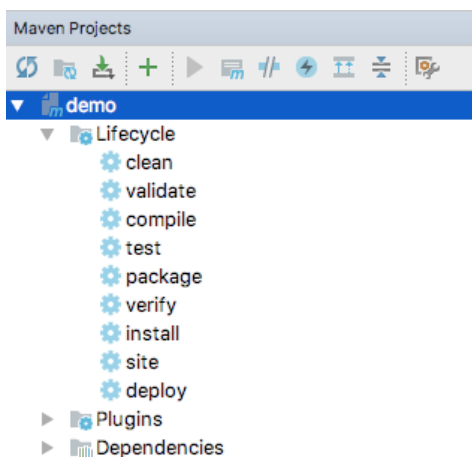 Maven Projects
demo
Lifecycle
clean
validate
compile
test
package
verify
install
site
deploy
Plugins
Dependencies